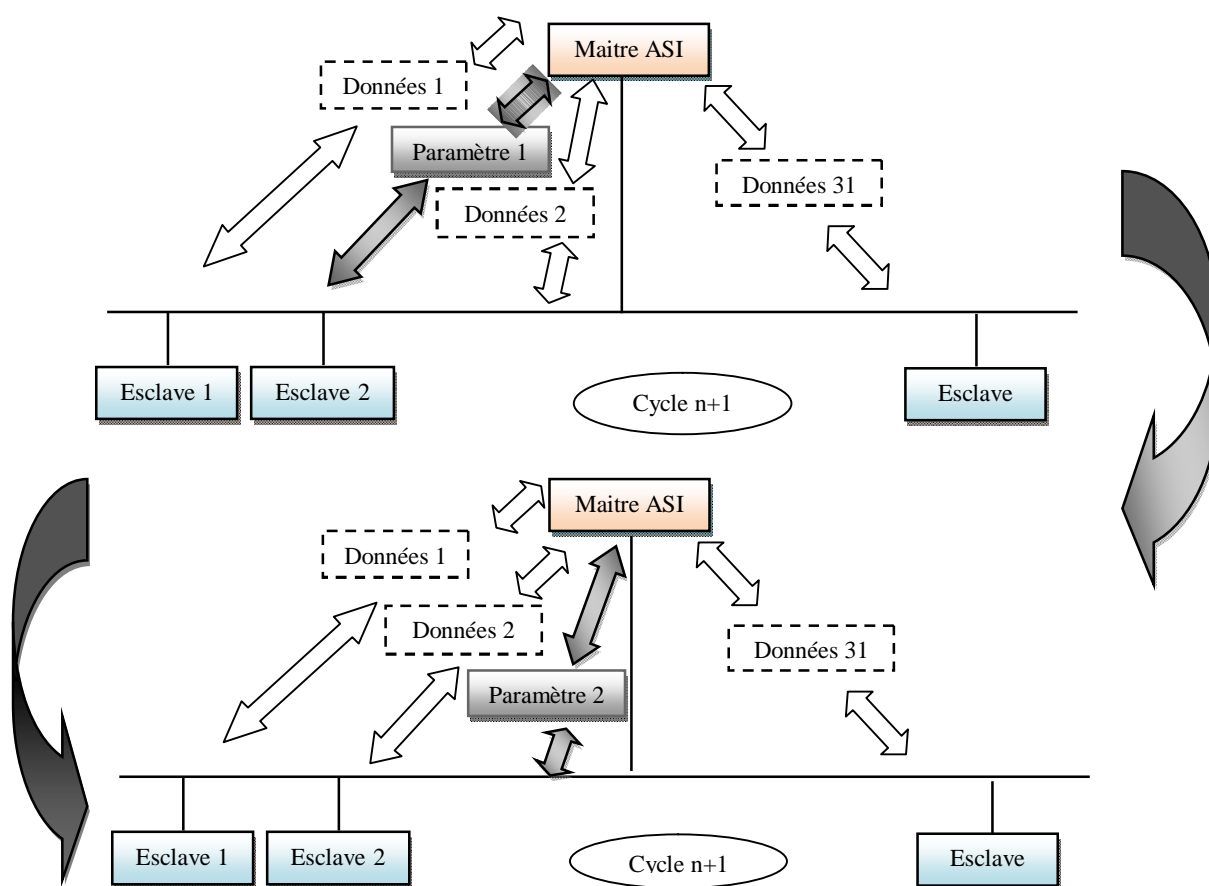 Maitre ASI
Données 1
Paramètre 1
Données 2
Données 31
Esclave 1
Esclave 2
Cycle n+1
Esclave
Maitre ASI
Données 1
Données 2
Données 31
Paramètre 2
Esclave 1
Esclave 2
Cycle n+1
Esclave